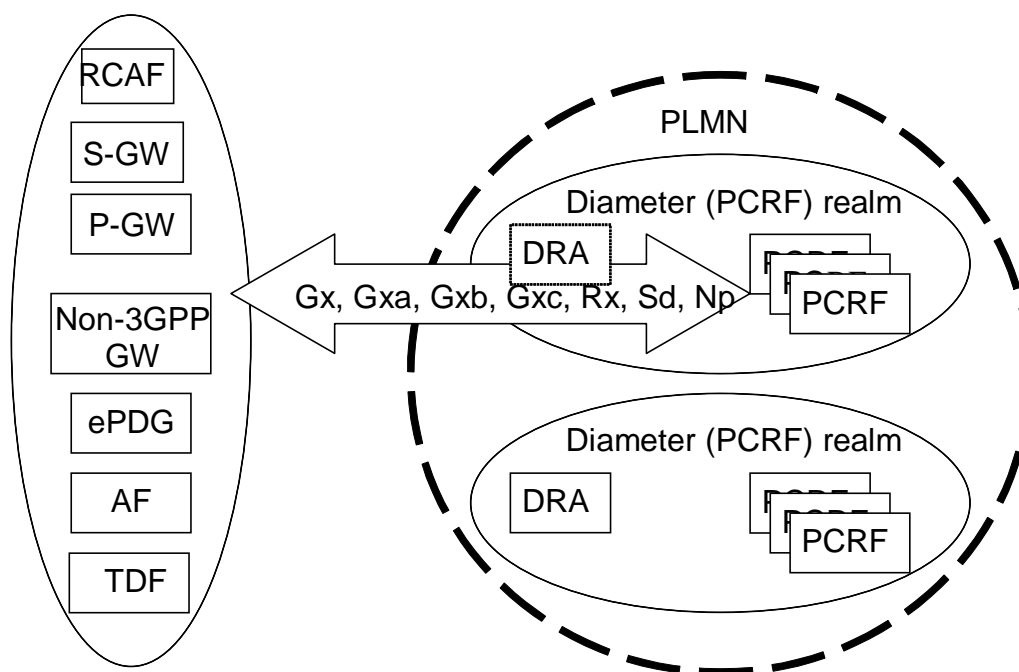 RCAF
S-GW
P-GW
Non-3GPP
GW
ePDG
AF
TDF
PLMN
Diameter (PCRF) realm
DRA
PCRF
Gx, Gxa, Gxb, Gxc, Rx, Sd, Np
Diameter (PCRF) realm
DRA
PCRF